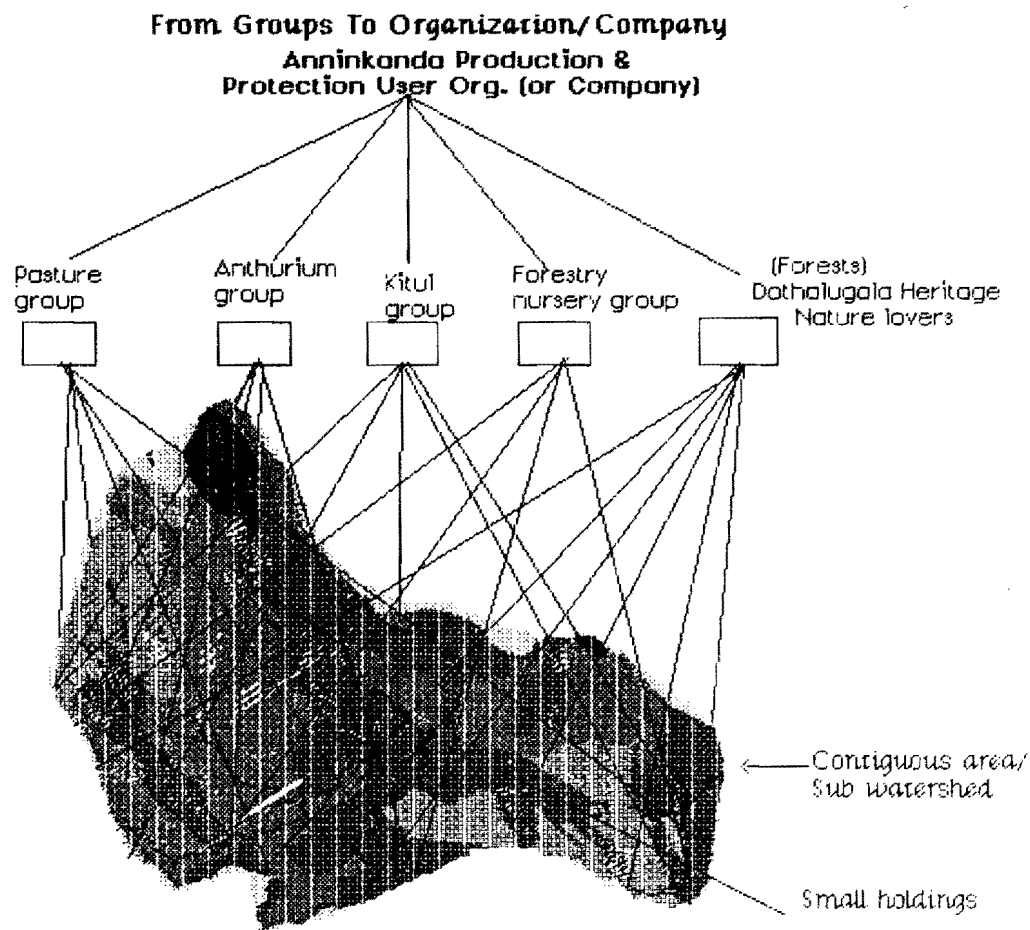 From Groups To Organization/Company
Anninkanda Production &
Protection User Org. (or Company)
Pasture
group
Anthurium
group
Kitul
group
Forestry
nursery group
(Forests)
Dothalugala Heritage
Nature lovers
Contiguous area/
Sub watershed
Small holdings